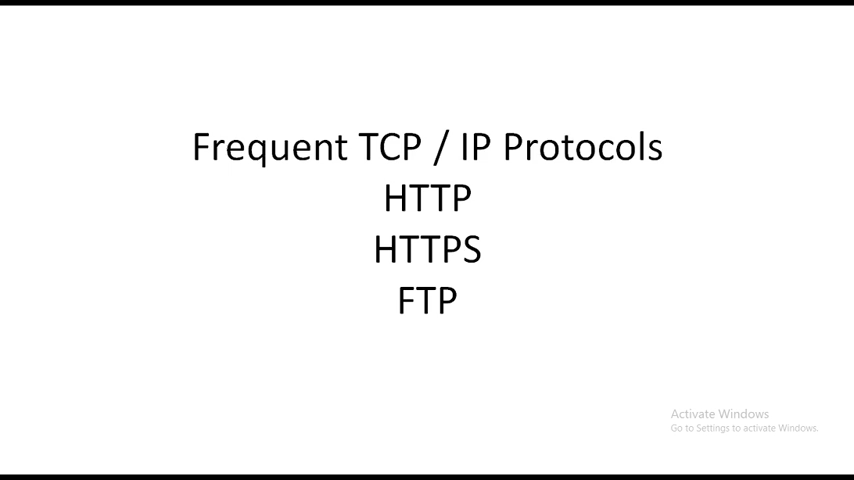 Frequent TCP / IP Protocols
HTTP
HTTPS
FTP
Activate Windows
Go to Settings to activate Windows.